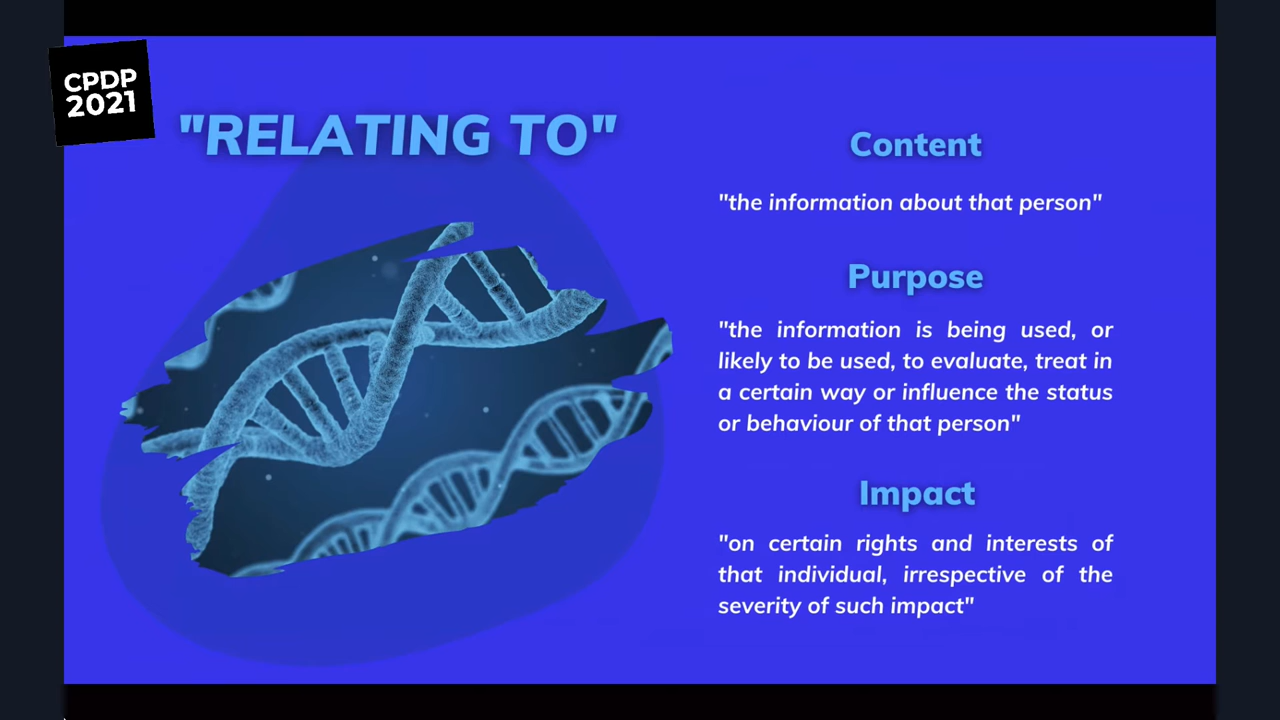 CPDP
2021
"RELATING TO"
Content
"the information about that person"
Purpose
"the information is being used, or
likely to be used, to evaluate, treat in
a certain way or influence the status
or behaviour of that person"
Impact
"on certain rights and interests of
that individual, irrespective of the
severity of such impact"